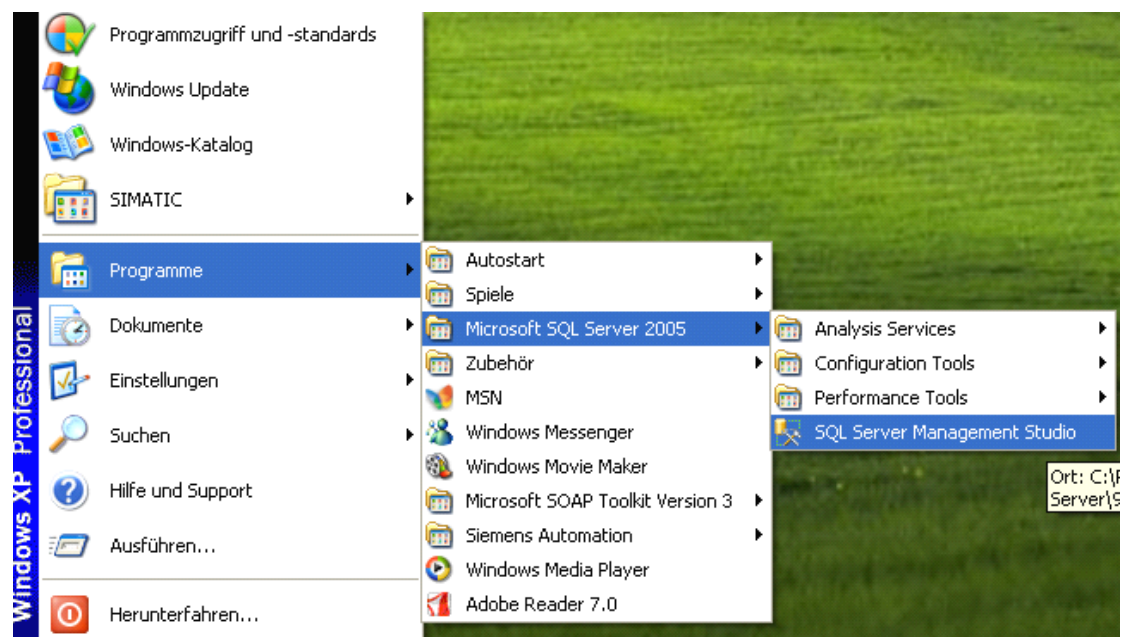 Programmzugriff und -standards
Windows Update
Windows-Katalog
SIMATIC
Programme
Dokumente
Einstellungen
Suchen
Hilfe und Support
Ausführen...
Herunterfahren...
Windows XP Professional
Autostart
Spiele
Microsoft SQL Server 2005
Zubehör
MSN
Windows Messenger
Windows Movie Maker
Microsoft SOAP Toolkit Version 3
Siemens Automation
Windows Media Player
Adobe Reader 7.0
Analysis Services
Configuration Tools
Performance Tools
SQL Server Management Studio
Ort: C:\
Server\